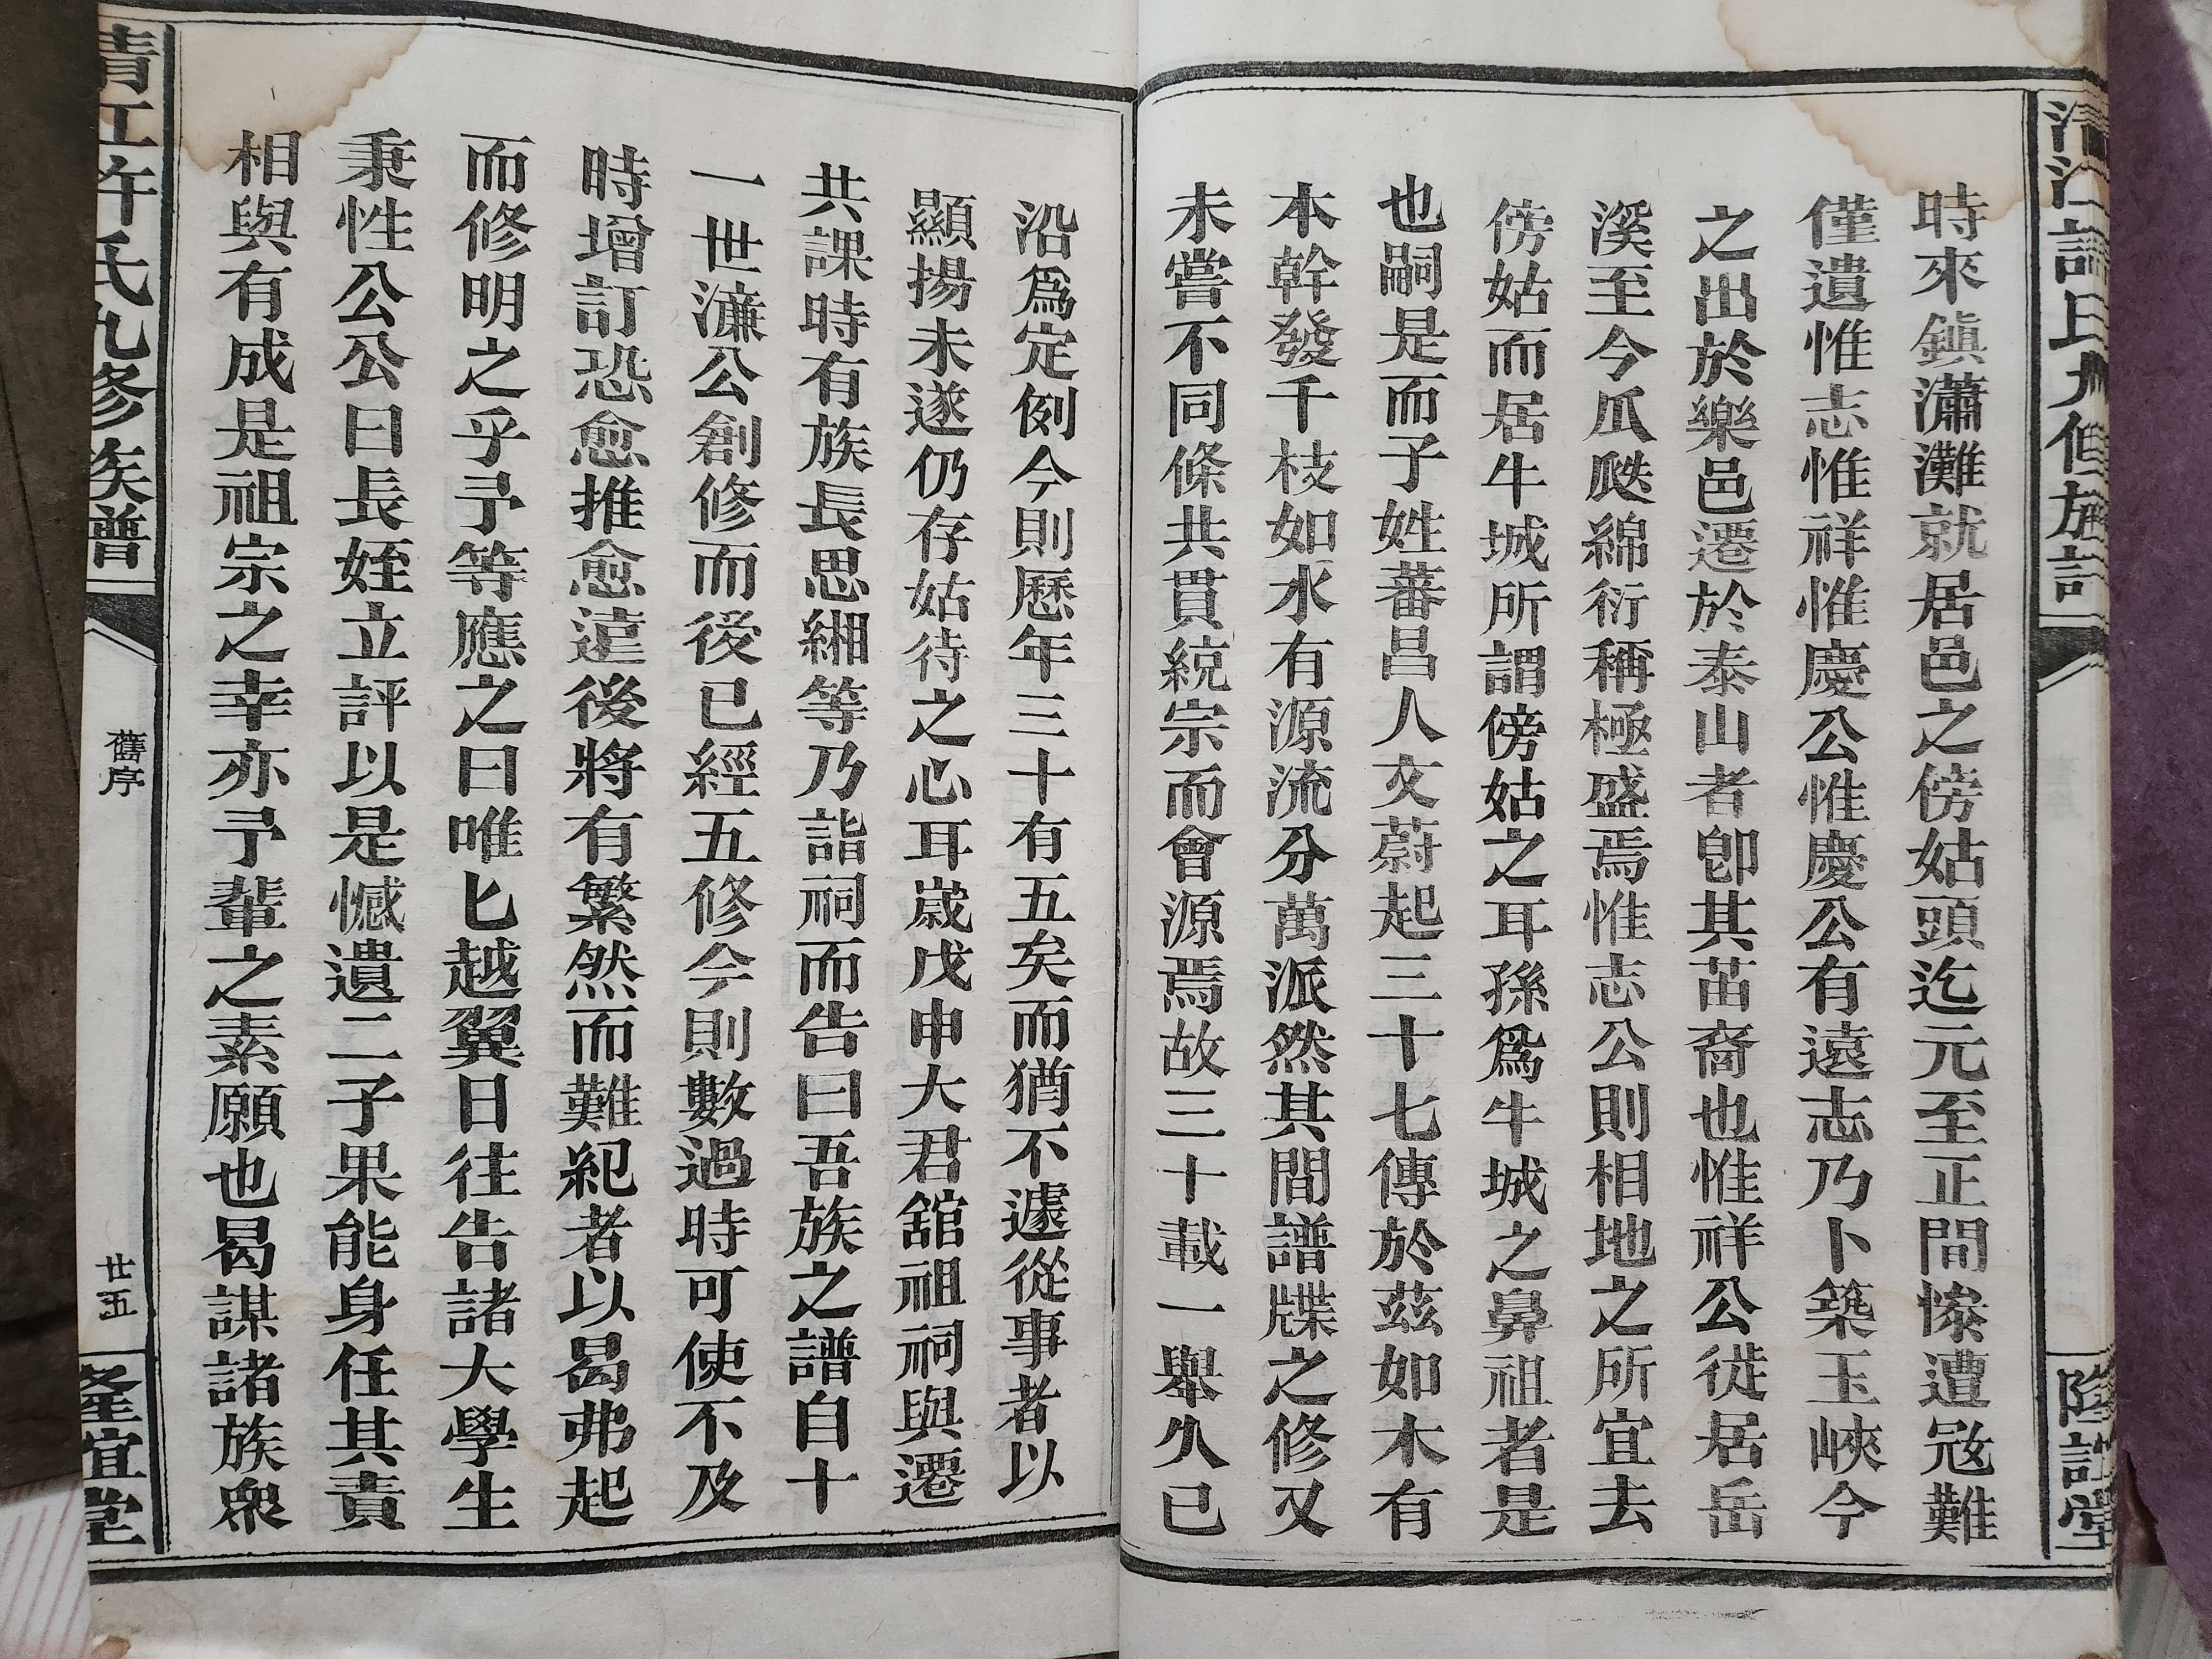 時來鎮瀟灘就居邑之傍姑頭迄元至正間慘遭寇難
僅遺惟志惟祥惟慶公惟慶公有遠志乃卜築玉峽今
之出於樂邑遷於泰山者卽其苗裔也惟祥公徙居岳
溪至今瓜瓞綿衍稱極盛焉惟志公則相地之所宜去
傍姑而居牛城所謂傍姑之耳孫爲牛城之鼻祖者是
也嗣是而子姓蕃昌人文蔚起三十七傳於茲如木有
本幹發千枝如水有源流分萬派然其間譜牒之修又
未嘗不同條共貫統宗而會源焉故三十載一舉久已
沿爲定例今則歷年三十有五矣而猶不遽從事者以
顯揚未遂仍存姑待之心耳歲戊申大君舘祖祠與遷
共課時有族長思緗等乃詣祠而告曰吾族之譜自十
一世濂公創修而後已經五修今則數過時可使不及
時增訂恐愈推愈遠後將有繁然而難紀者以曷弗起
而修明之乎予等應之曰唯匕越翼日往告諸大學生
秉性公公曰長姪立評以是憾遺二子果能身任其責
相與有成是祖宗之幸亦予輩之素願也曷謀諸族衆
清江許氏九修族譜
舊序
廿五
隆誼堂